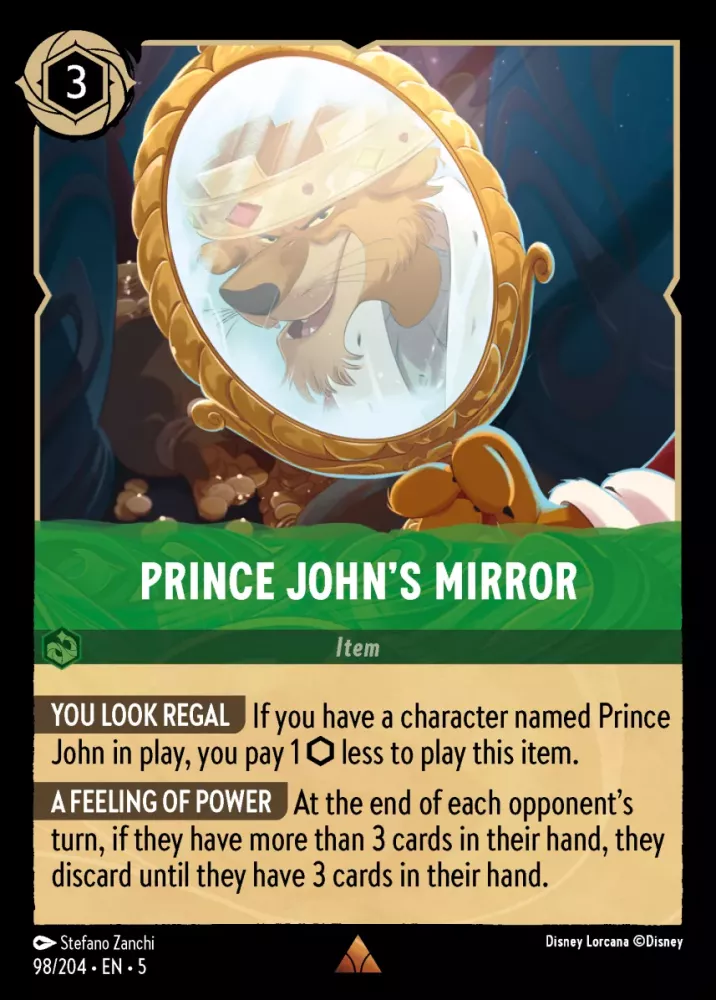 3
PRINCE JOHN'S MIRROR
Item
YOU LOOK REGAL If you have a character named Prince
John in play, you pay 1 ⬡ less to play this item.
A FEELING OF POWER At the end of each opponent's
turn, if they have more than 3 cards in their hand, they
discard until they have 3 cards in their hand.
Stefano Zanchi
Disney Lorcana ©Disney
98/204 • EN • 5